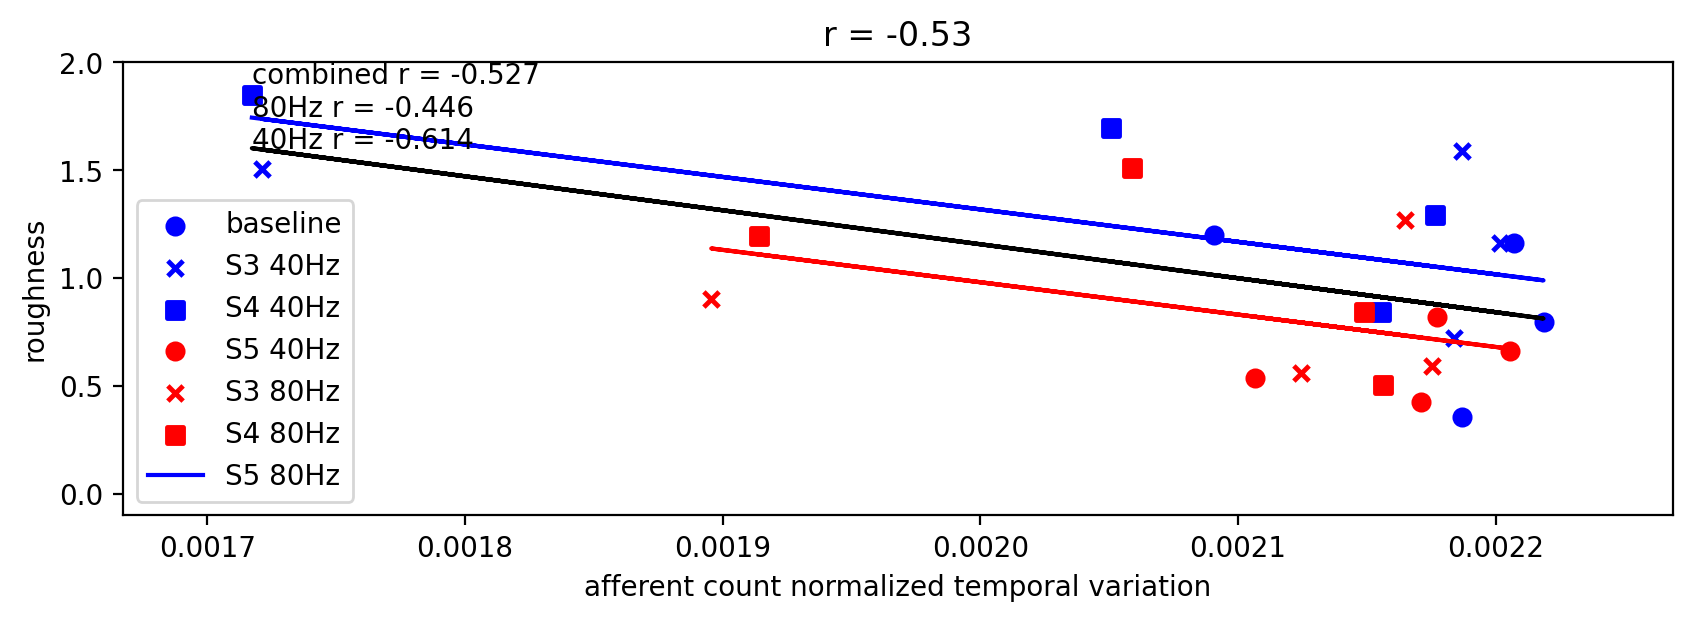 r = -0.53
combined r = -0.527
80Hz r = -0.446
40Hz r = -0.614
2.0
1.5
1.0
0.5
0.0
roughness
baseline
S3 40Hz
S4 40Hz
S5 40Hz
S3 80Hz
S4 80Hz
S5 80Hz
0.0017 0.0018 0.0019 0.0020 0.0021 0.0022
afferent count normalized temporal variation